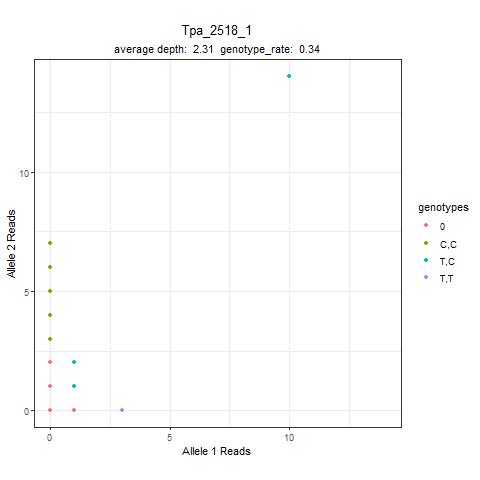 Tpa_2518_1
average depth: 2.31 genotype_rate: 0.34
10
5
0
Allele 2 Reads
0
5
10
Allele 1 Reads
genotypes
0
C,C
T,C
T,T